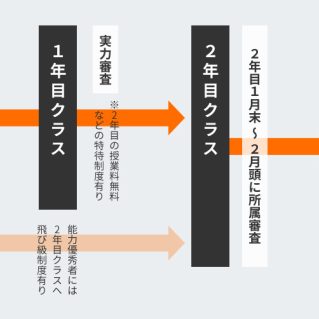 １年目クラス
実力審査
※２年目の授業料無料
などの特待制度有り
能力優秀者には
２年目クラスへ
飛び級制度有り
２年目クラス
２年目１月末～２月頭に所属審査